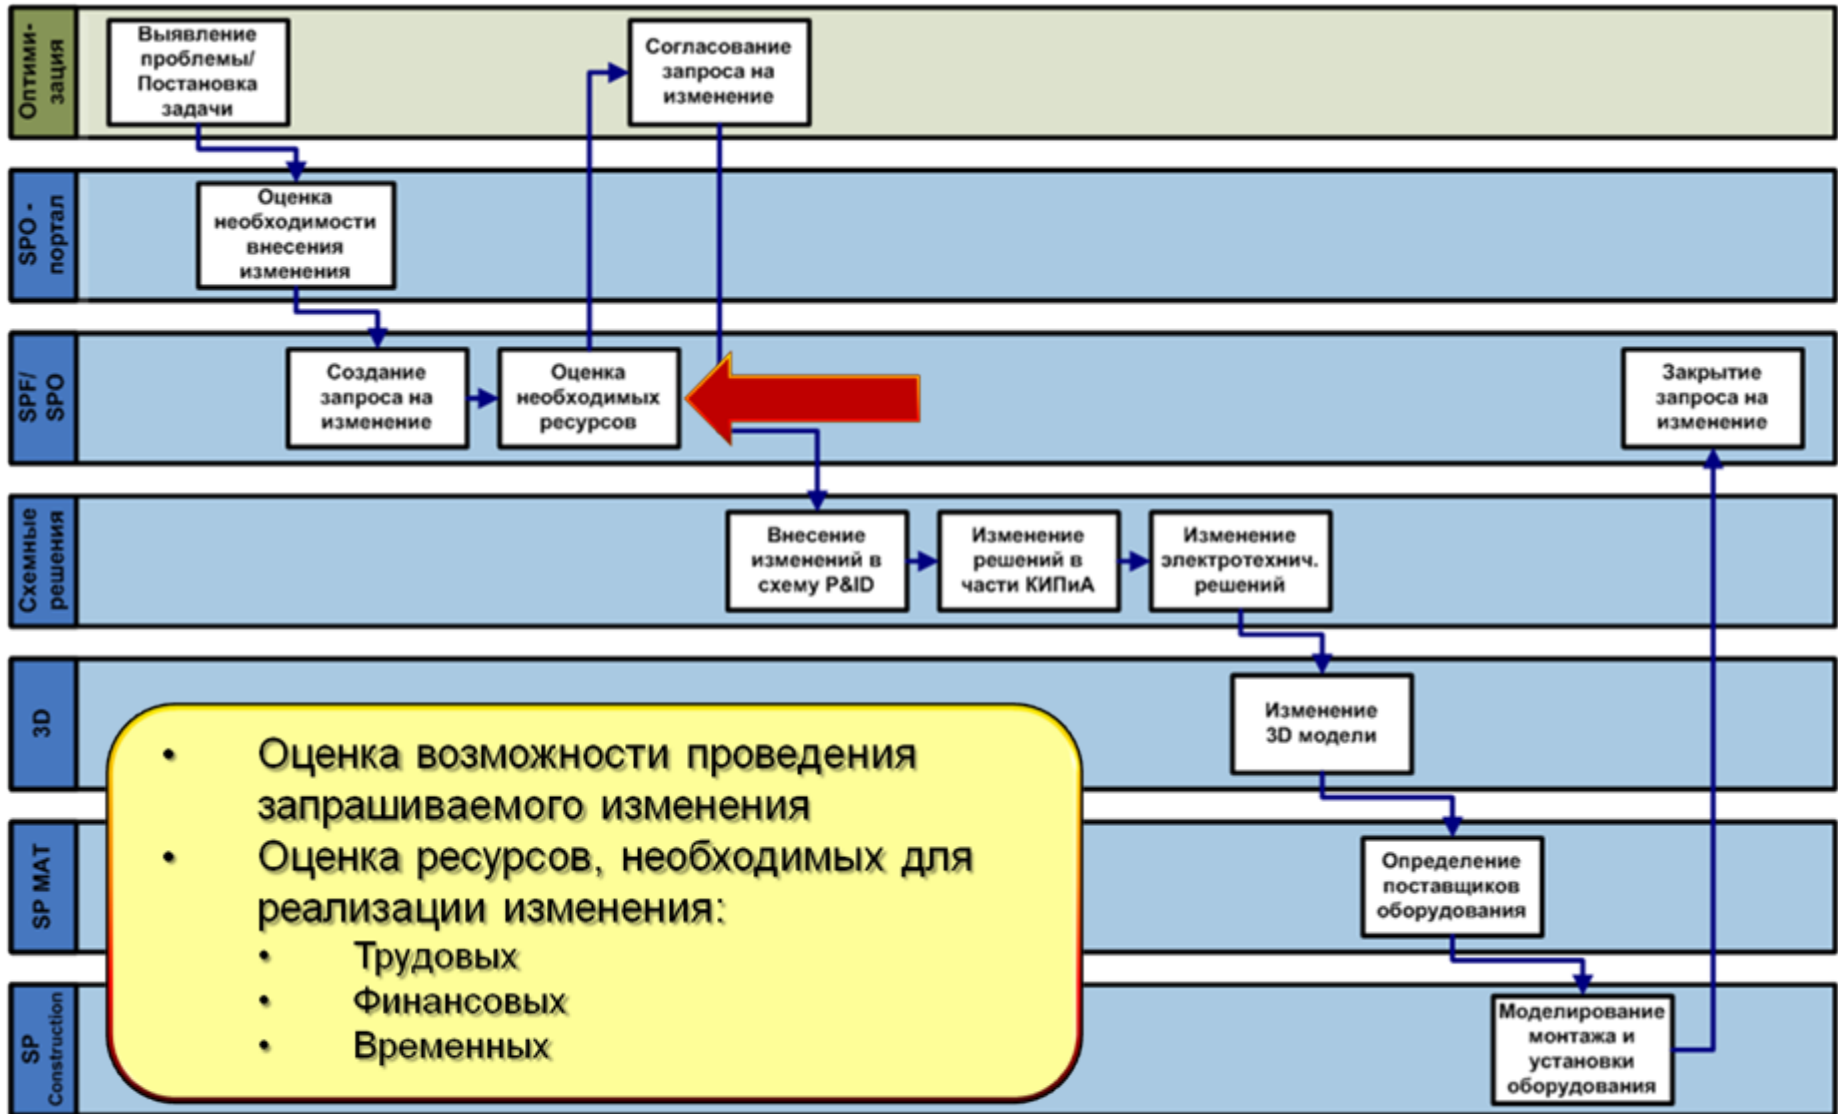 Оптими-
зация
Выявление
проблемы/
Постановка
задачи
Согласование
запроса на
изменение
SPO -
портал
Оценка
необходимости
внесения
изменения
SPF/
SPO
Создание
запроса на
изменение
Оценка
необходимых
ресурсов
Закрытие
запроса на
изменение
Схемные
решения
Внесение
изменений в
схему P&ID
Изменение
решений в
части КИПиА
Изменение
электротехнич.
решений
3D
Изменение
3D модели
SP MAT
Определение
поставщиков
оборудования
SP
Construction
Моделирование
монтажа и
установки
оборудования
• Оценка возможности проведения
запрашиваемого изменения
• Оценка ресурсов, необходимых для
реализации изменения:
• Трудовых
• Финансовых
• Временных